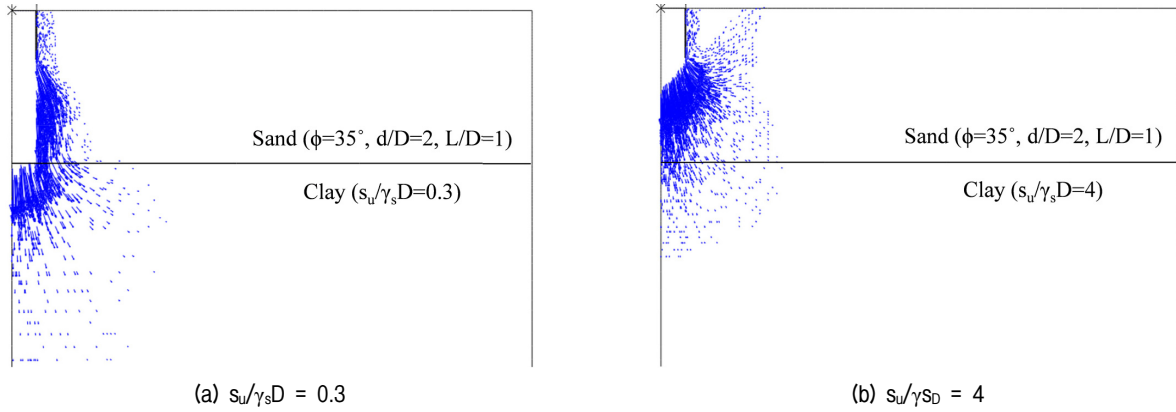 Sand (ϕ=35˚, d/D=2, L/D=1)
Clay (sᵤ/γₛD=0.3)
(a) sᵤ/γₛD = 0.3
Sand (ϕ=35˚, d/D=2, L/D=1)
Clay (sᵤ/γₛD=4)
(b) sᵤ/γsD = 4